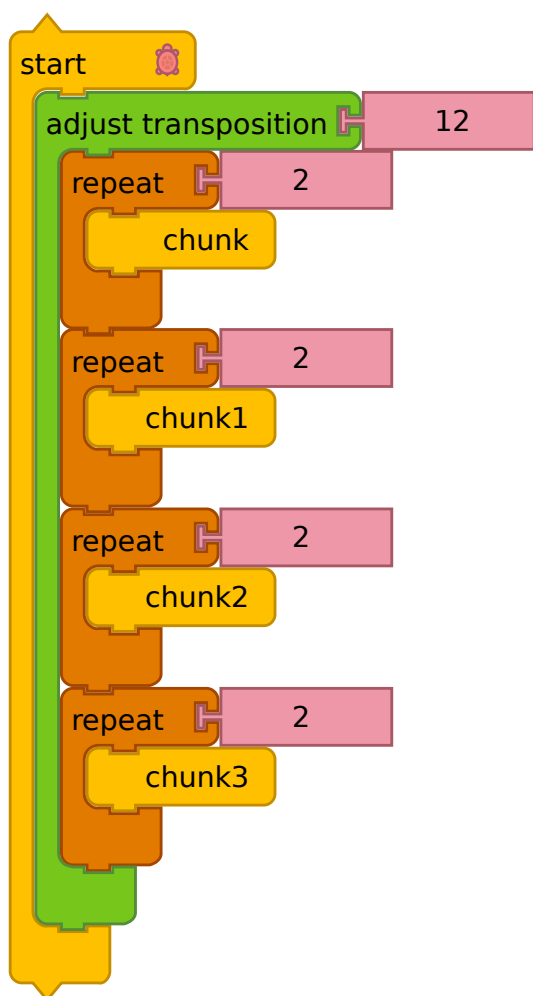 start
adjust transposition 12
repeat 2
chunk
repeat 2
chunk1
repeat 2
chunk2
repeat 2
chunk3